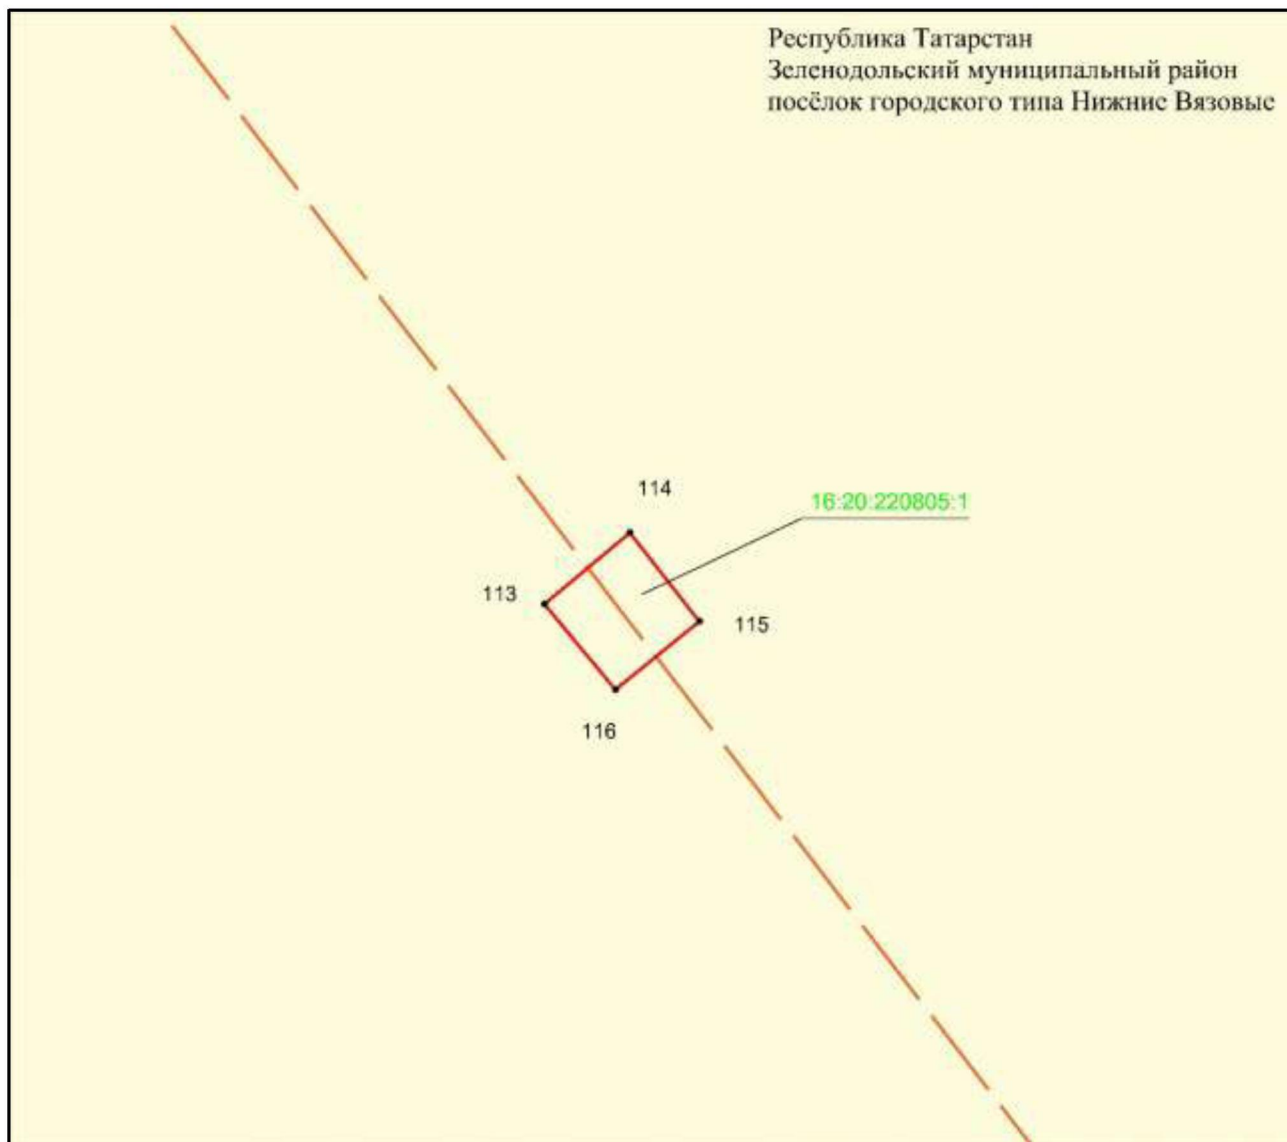 Республика Татарстан
Зеленодольский муниципальный район
посёлок городского типа Нижние Вязовые
114
16:20:220805:1
113
115
116